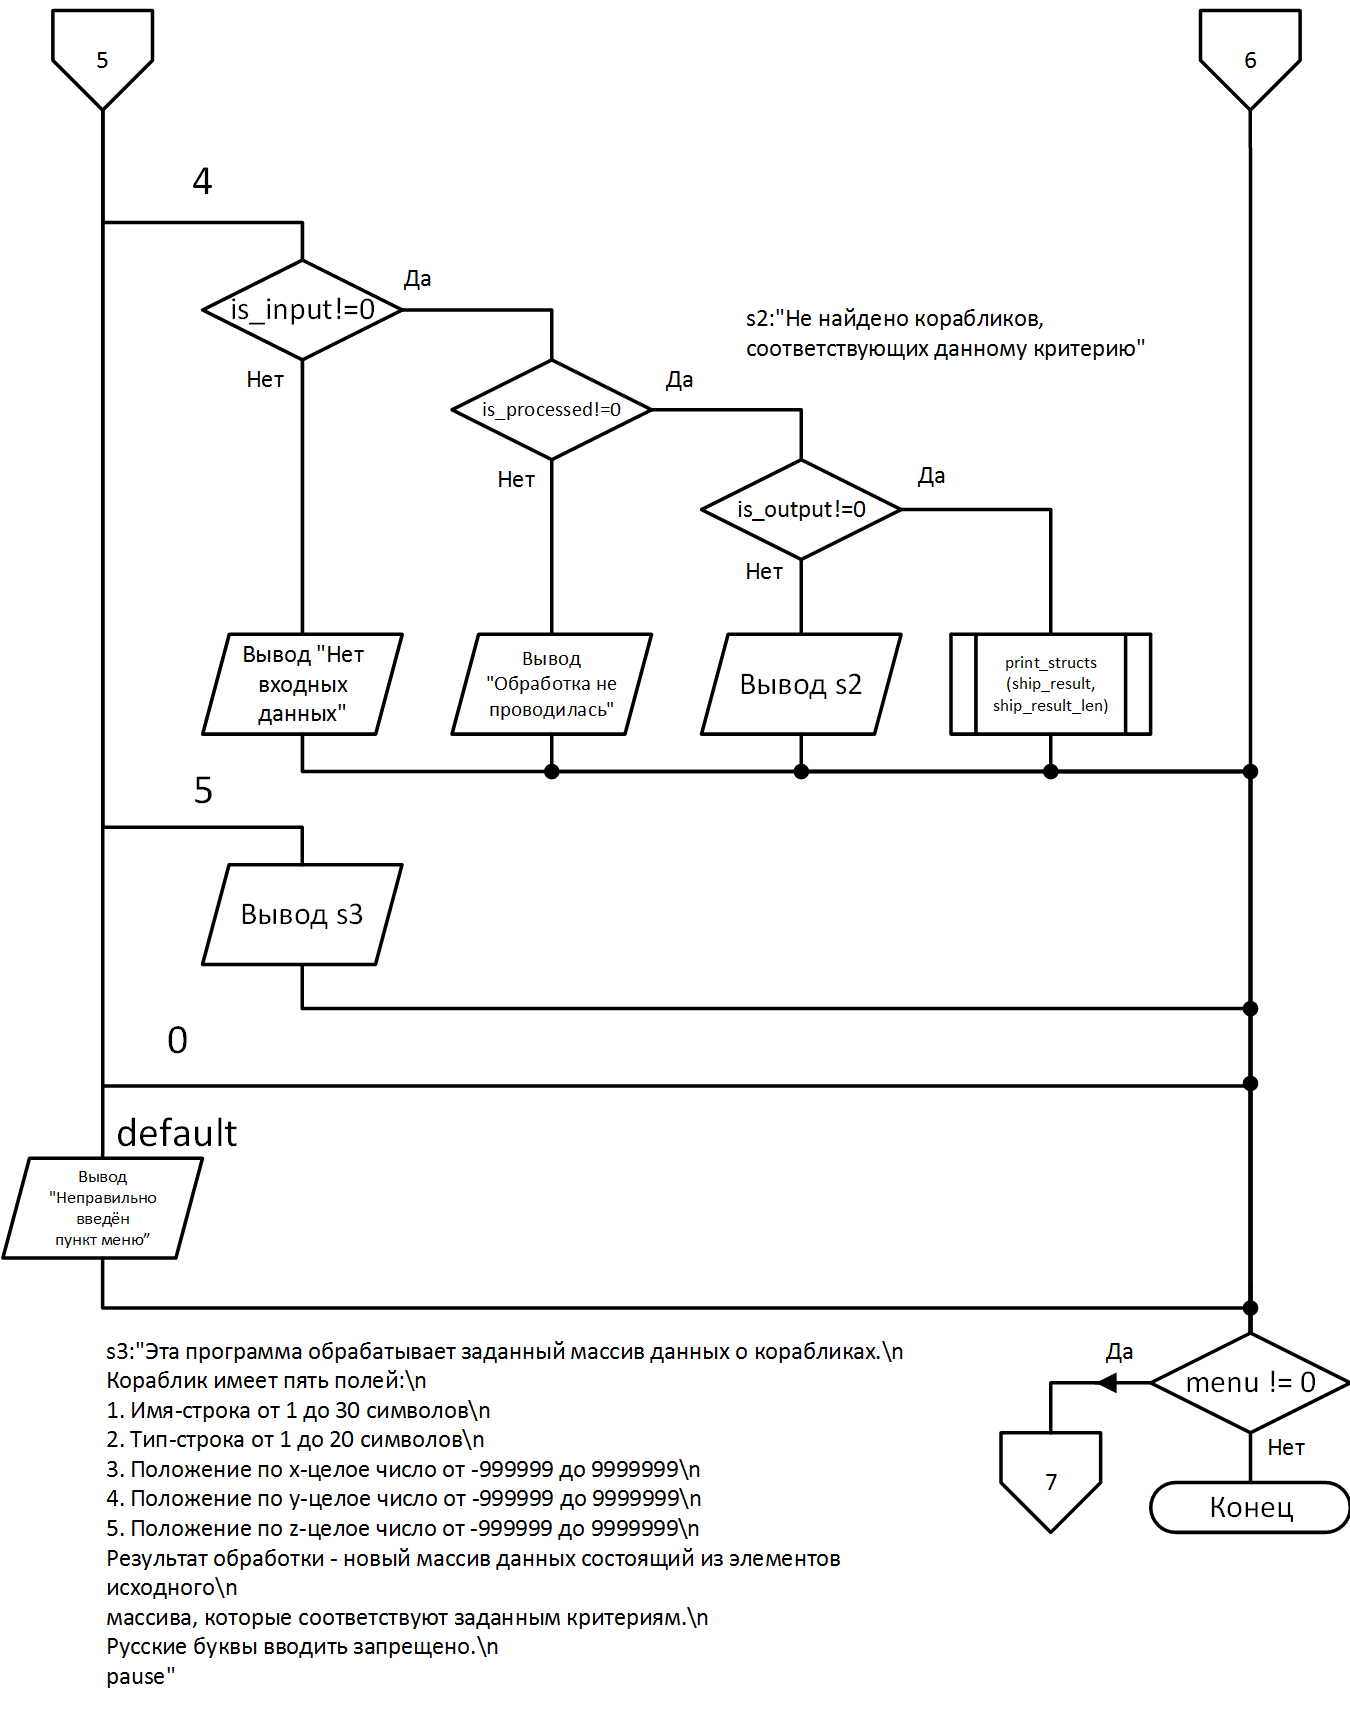 5
6
4
is_input!=0
Да
Нет
s2:"Не найдено корабликов,
соответствующих данному критерию"
is_processed!=0
Да
Нет
is_output!=0
Да
Нет
Вывод "Нет
входных
данных"
Вывод
"Обработка не
проводилась"
Вывод s2
print_structs
(ship_result,
ship_result_len)
5
Вывод s3
0
default
Вывод
"Неправильно
введён
пункт меню”
s3:"Эта программа обрабатывает заданный массив данных о корабликах.\n
Кораблик имеет пять полей:\n
1. Имя-строка от 1 до 30 символов\n
2. Тип-строка от 1 до 20 символов\n
3. Положение по x-целое число от -999999 до 9999999\n
4. Положение по y-целое число от -999999 до 9999999\n
5. Положение по z-целое число от -999999 до 9999999\n
Результат обработки - новый массив данных состоящий из элементов
исходного\n
массива, которые соответствуют заданным критериям.\n
Русские буквы вводить запрещено.\n
pause"
Да
menu != 0
Нет
7
Конец